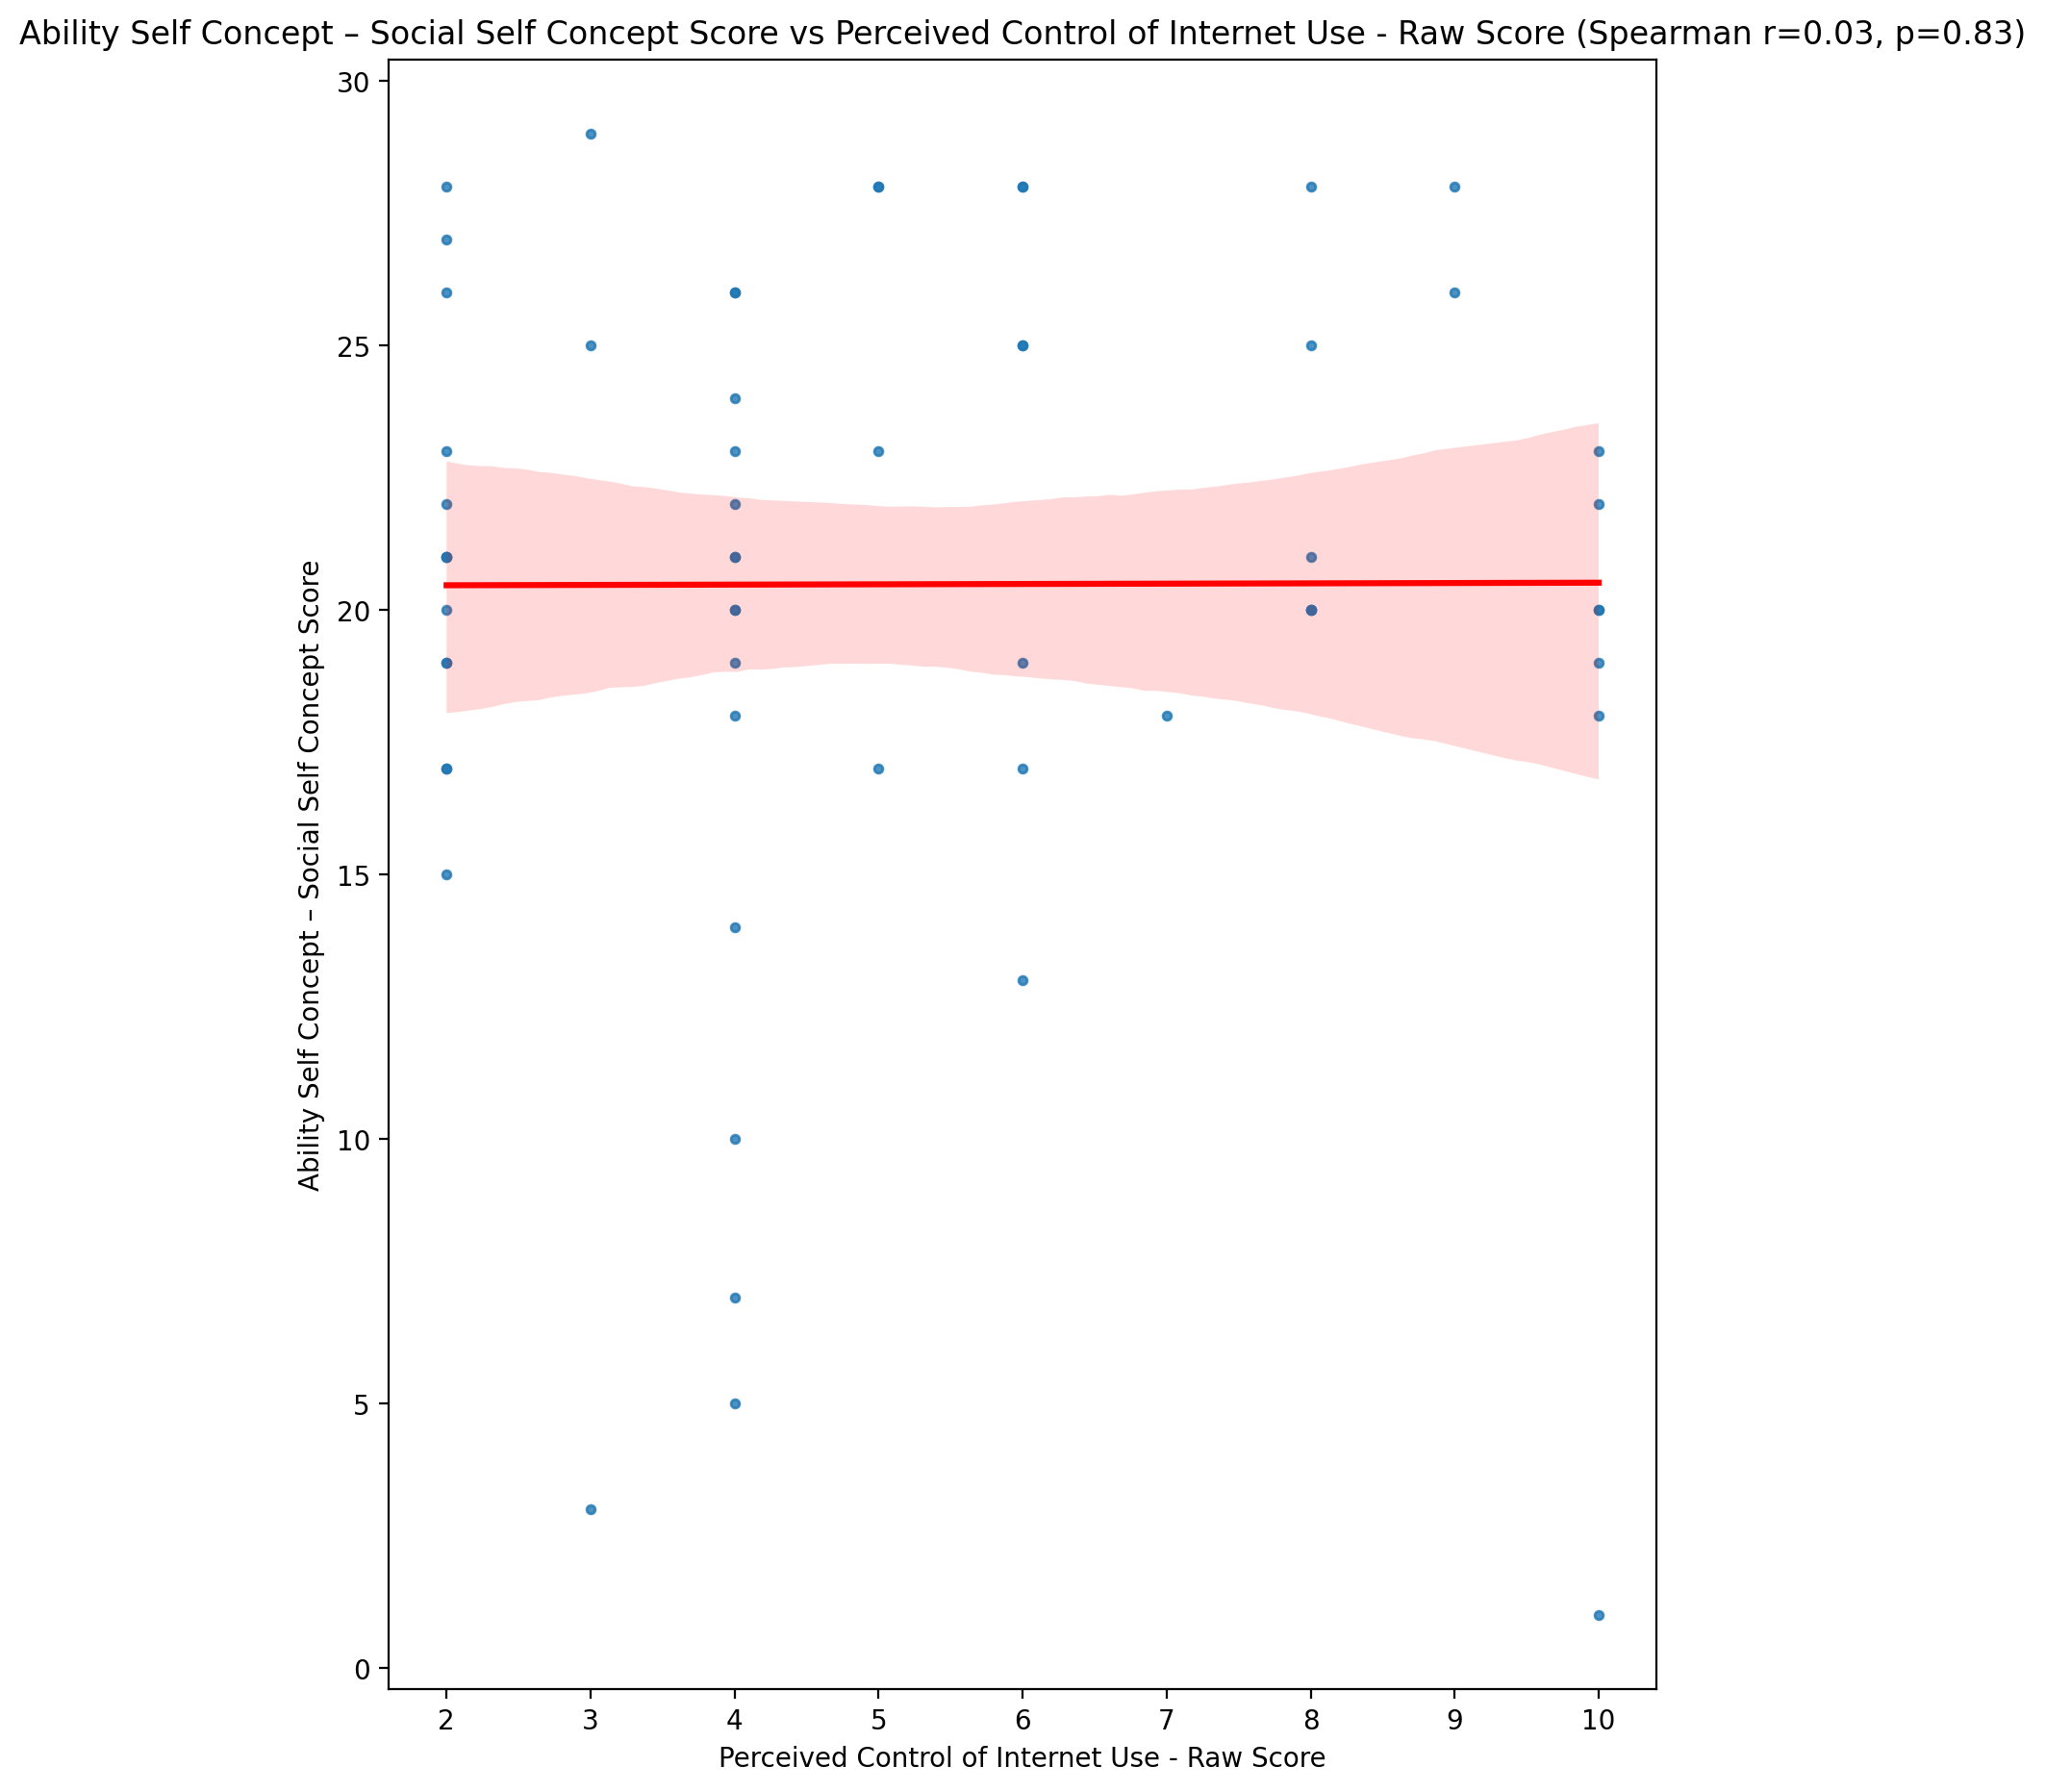 Ability Self Concept – Social Self Concept Score vs Perceived Control of Internet Use - Raw Score (Spearman r=0.03, p=0.83)
Ability Self Concept – Social Self Concept Score
30
25
20
15
10
5
0
2 3 4 5 6 7 8 9 10
Perceived Control of Internet Use - Raw Score